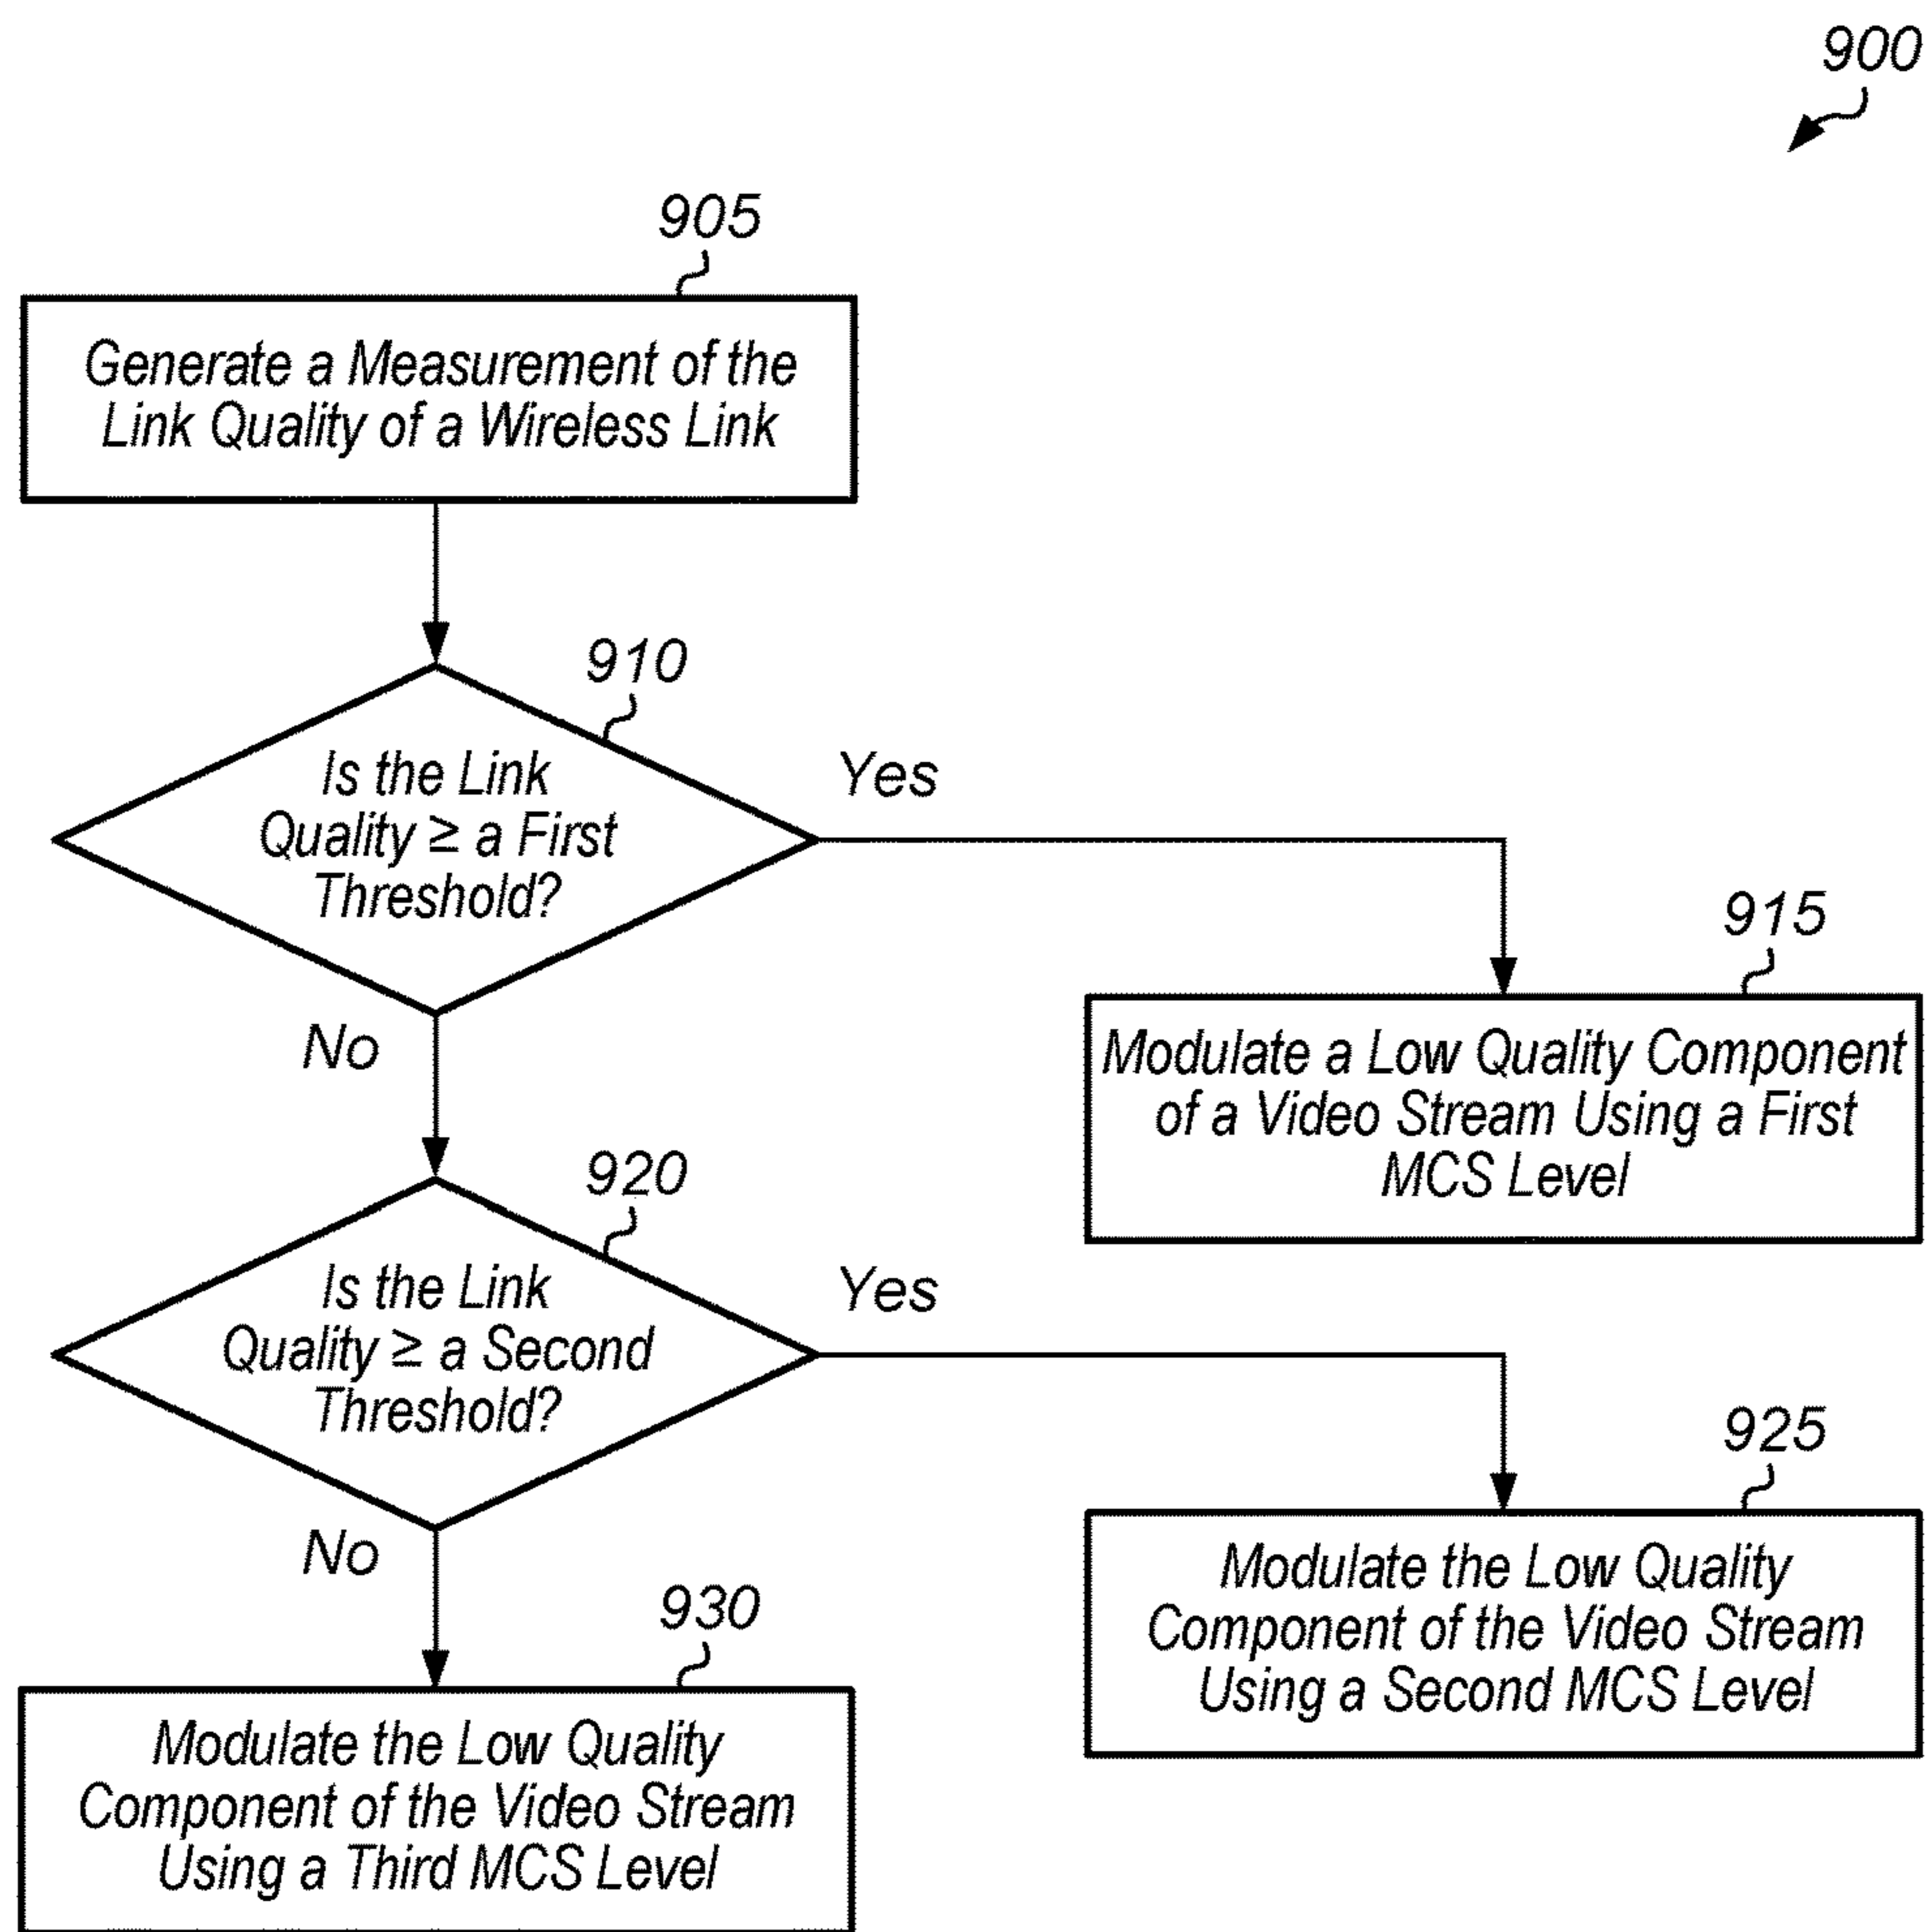 900
905
Generate a Measurement of the
Link Quality of a Wireless Link
910
Is the Link
Quality ≥ a First
Threshold?
Yes
No
915
Modulate a Low Quality Component
of a Video Stream Using a First
MCS Level
920
Is the Link
Quality ≥ a Second
Threshold?
Yes
No
925
Modulate the Low Quality
Component of the Video Stream
Using a Second MCS Level
930
Modulate the Low Quality
Component of the Video Stream
Using a Third MCS Level